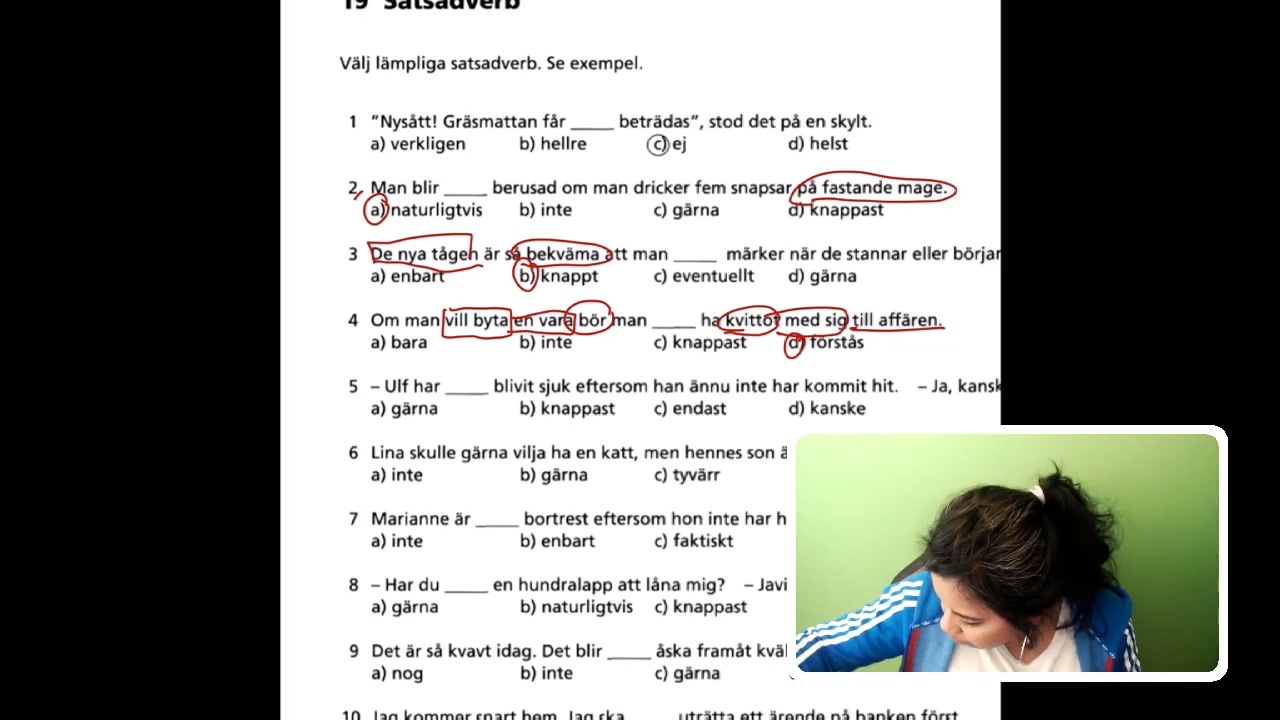 19 Satsadverb
Välj lämpliga satsadverb. Se exempel.
1 "Nysått! Gräsmattan får _____ beträdas", stod det på en skylt.
a) verkligen b) hellre c) ej d) helst
2 Man blir _____ berusad om man dricker fem snapsar på fastande mage.
a) naturligtvis b) inte c) gärna d) knappast
3 De nya tågen är så bekväma att man _____ märker när de stannar eller börjar
a) enbart b) knappt c) eventuellt d) gärna
4 Om man vill byta en vara bör man _____ ha kvittot med sig till affären.
a) bara b) inte c) knappast d) förstås
5 – Ulf har _____ blivit sjuk eftersom han ännu inte har kommit hit. – Ja, kansk
a) gärna b) knappast c) endast d) kanske
6 Lina skulle gärna vilja ha en katt, men hennes son ä
a) inte b) gärna c) tyvärr
7 Marianne är _____ bortrest eftersom hon inte har h
a) inte b) enbart c) faktiskt
8 – Har du _____ en hundralapp att låna mig? – Javi
a) gärna b) naturligtvis c) knappast
9 Det är så kvavt idag. Det blir _____ åska framåt kväl
a) nog b) inte c) gärna
10 Jag kommer snart hem. Jag ska _____ uträtta ett ärende på banken först.